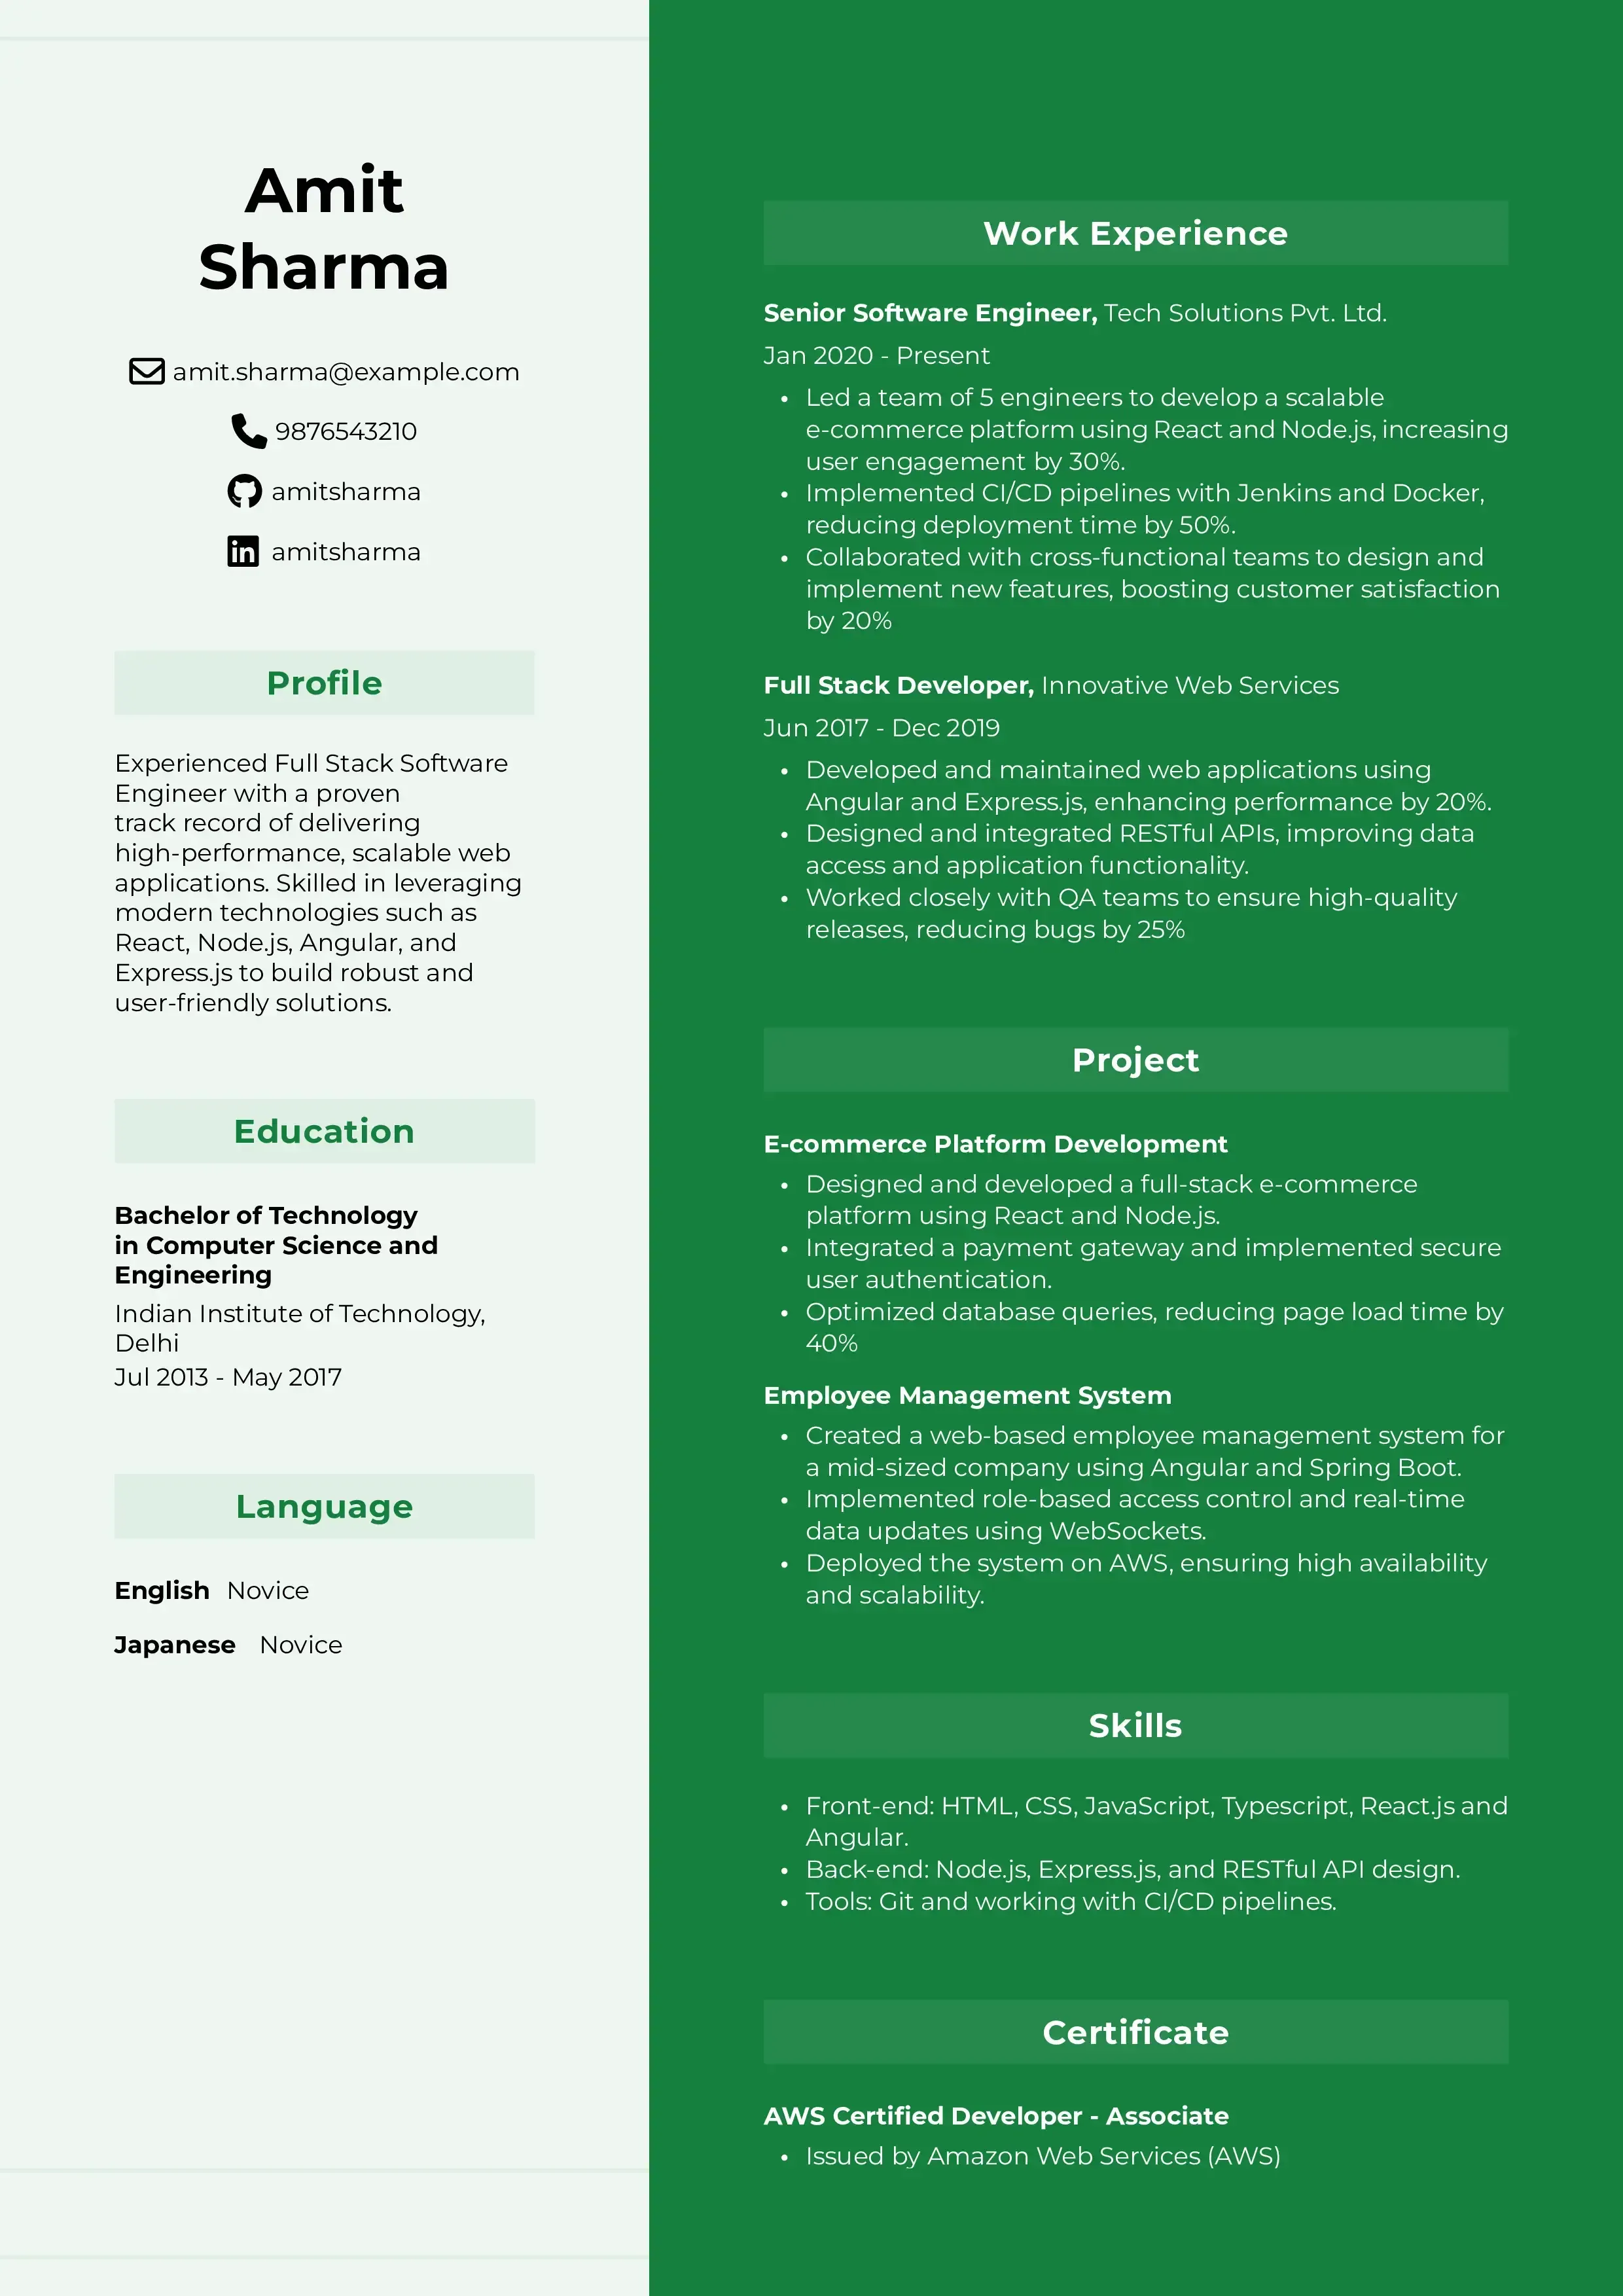 Amit
Sharma
amit.sharma@example.com
9876543210
amitsharma
amitsharma
Profile
Experienced Full Stack Software
Engineer with a proven
track record of delivering
high-performance, scalable web
applications. Skilled in leveraging
modern technologies such as
React, Node.js, Angular, and
Express.js to build robust and
user-friendly solutions.
Education
Bachelor of Technology
in Computer Science and
Engineering
Indian Institute of Technology,
Delhi
Jul 2013 - May 2017
Language
English Novice
Japanese Novice
Work Experience
Senior Software Engineer, Tech Solutions Pvt. Ltd.
Jan 2020 - Present
• Led a team of 5 engineers to develop a scalable
e-commerce platform using React and Node.js, increasing
user engagement by 30%.
• Implemented CI/CD pipelines with Jenkins and Docker,
reducing deployment time by 50%.
• Collaborated with cross-functional teams to design and
implement new features, boosting customer satisfaction
by 20%
Full Stack Developer, Innovative Web Services
Jun 2017 - Dec 2019
• Developed and maintained web applications using
Angular and Express.js, enhancing performance by 20%.
• Designed and integrated RESTful APIs, improving data
access and application functionality.
• Worked closely with QA teams to ensure high-quality
releases, reducing bugs by 25%
Project
E-commerce Platform Development
• Designed and developed a full-stack e-commerce
platform using React and Node.js.
• Integrated a payment gateway and implemented secure
user authentication.
• Optimized database queries, reducing page load time by
40%
Employee Management System
• Created a web-based employee management system for
a mid-sized company using Angular and Spring Boot.
• Implemented role-based access control and real-time
data updates using WebSockets.
• Deployed the system on AWS, ensuring high availability
and scalability.
Skills
• Front-end: HTML, CSS, JavaScript, Typescript, React.js and
Angular.
• Back-end: Node.js, Express.js, and RESTful API design.
• Tools: Git and working with CI/CD pipelines.
Certificate
AWS Certified Developer - Associate
• Issued by Amazon Web Services (AWS)